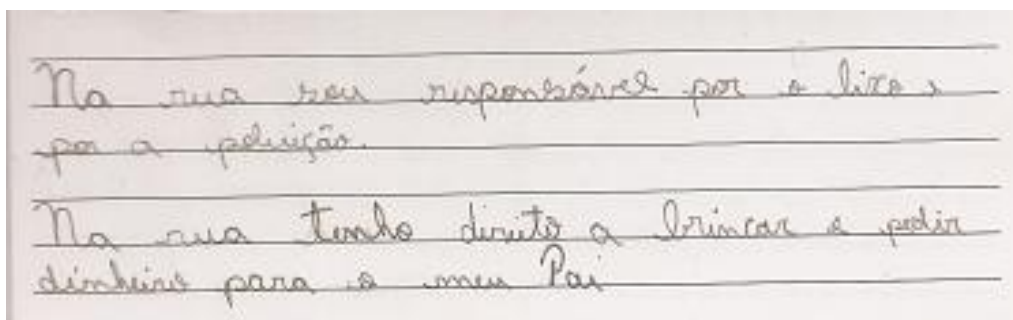 Na rua sou responsável por o lixo e
por a poluição.
Na rua tenho direito a brincar e pedir
dinheiro para o meu Pai